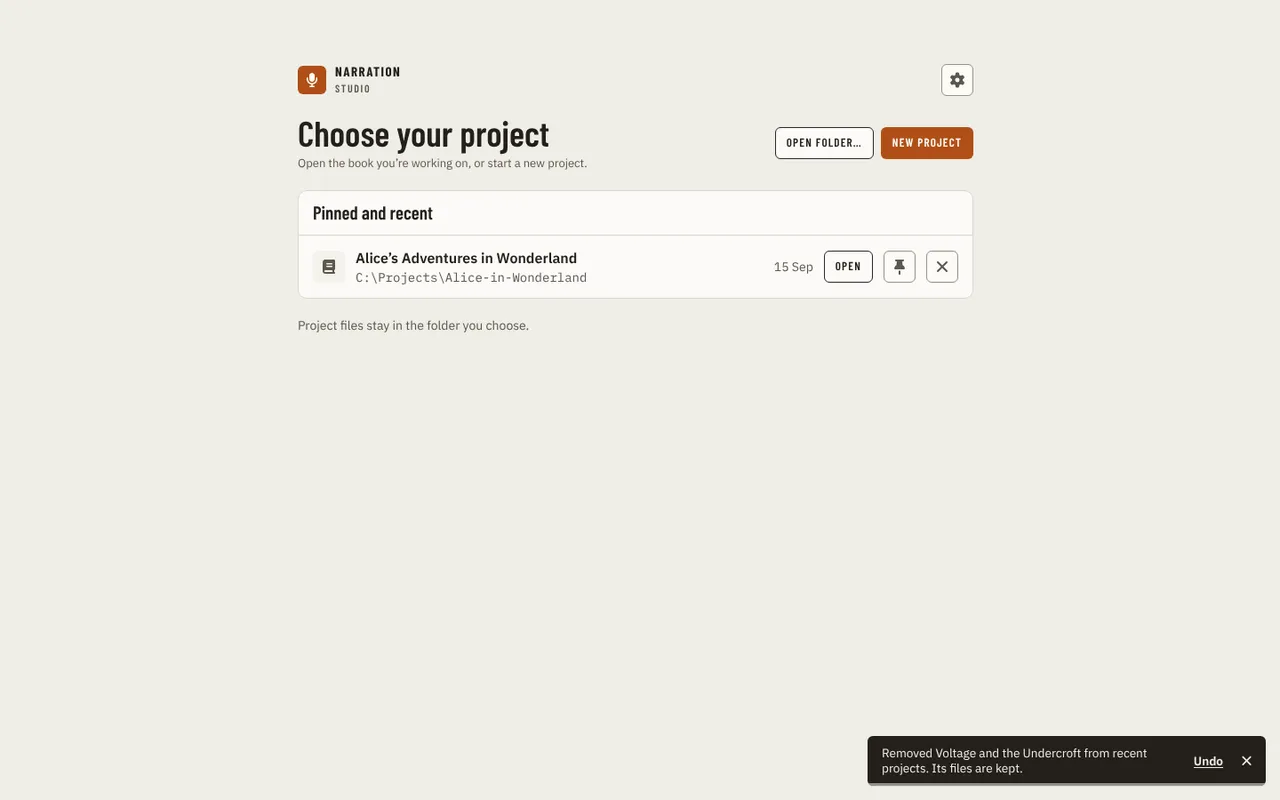 NARRATION
STUDIO
Choose your project
Open the book you're working on, or start a new project.
OPEN FOLDER…
NEW PROJECT
Pinned and recent
Alice's Adventures in Wonderland
C:\Projects\Alice-in-Wonderland
15 Sep
OPEN
Project files stay in the folder you choose.
Removed Voltage and the Undercroft from recent
projects. Its files are kept.
Undo